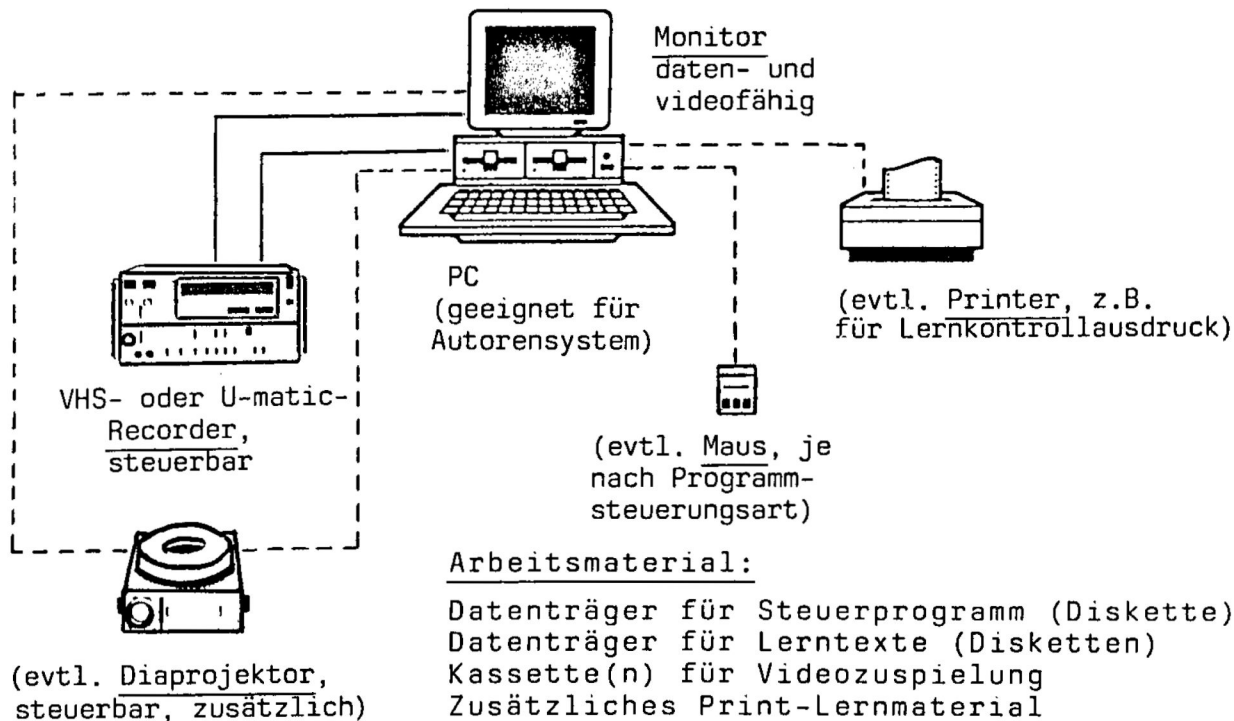 Monitor
daten- und
videofähig
PC
(geeignet für
Autorensystem)
(evtl. Printer, z.B.
für Lernkontrollausdruck)
VHS- oder U-matic-
Recorder,
steuerbar
(evtl. Maus, je
nach Programm-
steuerungsart)
(evtl. Diaprojektor,
steuerbar, zusätzlich)
Arbeitsmaterial:
Datenträger für Steuerprogramm (Diskette)
Datenträger für Lerntexte (Disketten)
Kassette(n) für Videozuspielung
Zusätzliches Print-Lernmaterial